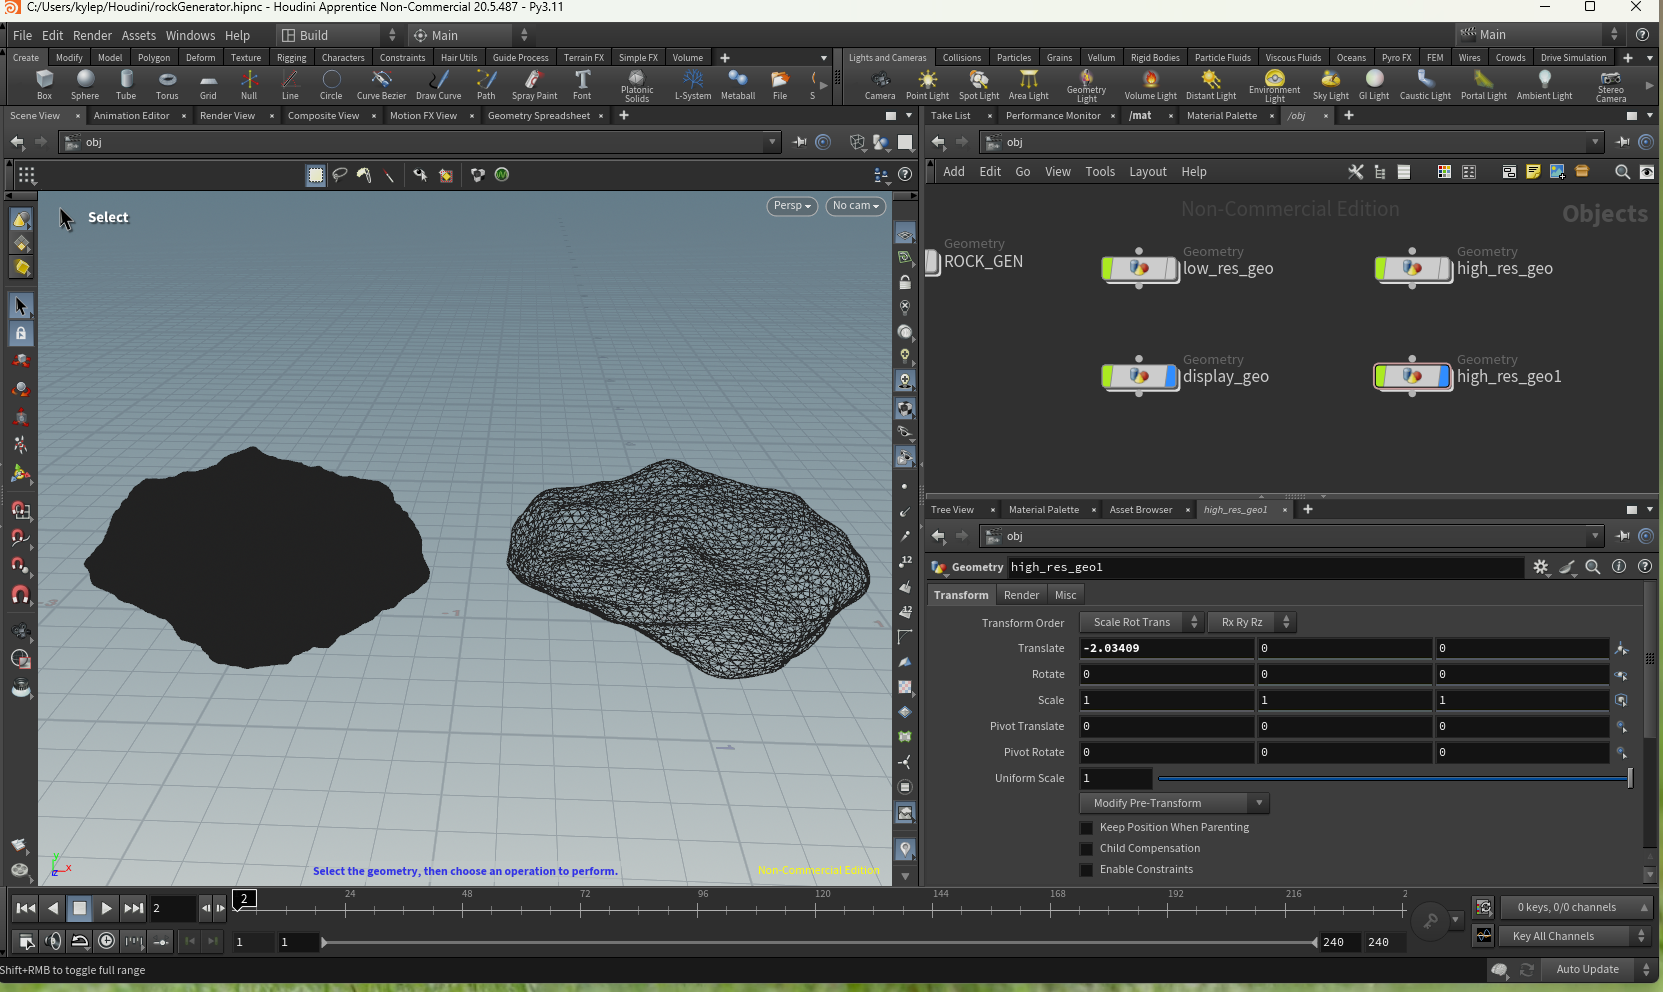 C:/Users/kylep/Houdini/rockGenerator.hipnc - Houdini Apprentice Non-Commercial 20.5.487 - Py3.11
File Edit Render Assets Windows Help Build Main Main
Create Modify Model Polygon Deform Texture Rigging Characters Constraints Hair Utils Guide Process Terrain FX Simple FX Volume
Lights and Cameras Collisions Particles Grains Vellum Rigid Bodies Particle Fluids Viscous Fluids Oceans Pyro FX FEM Wires Crowds Drive Simulation
Box Sphere Tube Torus Grid Null Line Circle Curve Bezier Draw Curve Path Spray Paint Font Platonic Solids L-System Metaball File S
Camera Point Light Spot Light Area Light Geometry Light Volume Light Distant Light Environment Light Sky Light GI Light Caustic Light Portal Light Ambient Light Stereo Camera
Scene View Animation Editor Render View Composite View Motion FX View Geometry Spreadsheet
Take List Performance Monitor /mat Material Palette /obj
obj
obj
Add Edit Go View Tools Layout Help
Select
Persp No cam
Non-Commercial Edition
Objects
Geometry
ROCK_GEN
Geometry
low_res_geo
Geometry
high_res_geo
Geometry
display_geo
Geometry
high_res_geo1
Select the geometry, then choose an operation to perform.
Non-Commercial Edition
y
x
z
12
12
Tree View Material Palette Asset Browser high_res_geo1
obj
Geometry high_res_geo1
Transform Render Misc
Transform Order Scale Rot Trans Rx Ry Rz
Translate -2.03409 0 0
Rotate 0 0 0
Scale 1 1 1
Pivot Translate 0 0 0
Pivot Rotate 0 0 0
Uniform Scale 1
Modify Pre-Transform
Keep Position When Parenting
Child Compensation
Enable Constraints
2 2 24 48 72 96 120 144 168 192 216 2
0 keys, 0/0 channels
1 1 240 240
Key All Channels
Shift+RMB to toggle full range
Auto Update